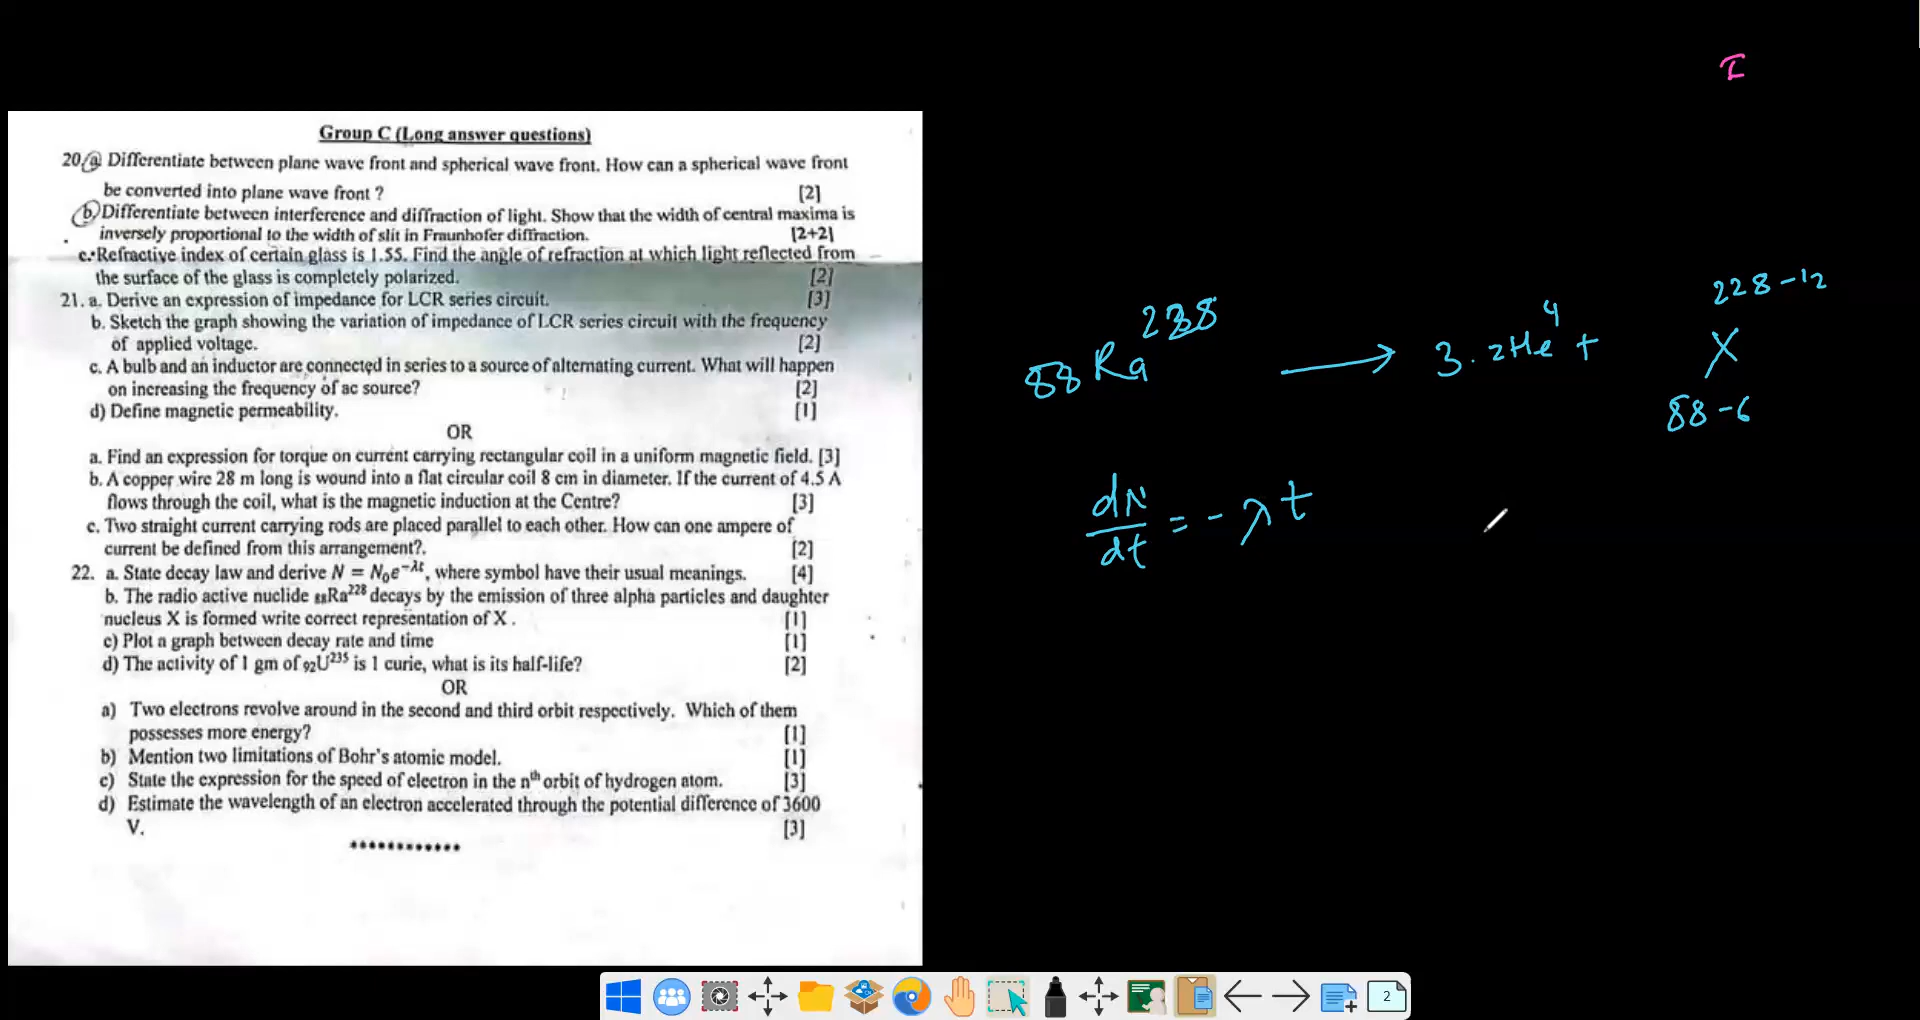 Group C (Long answer questions)
20. a. Differentiate between plane wave front and spherical wave front. How can a spherical wave front
be converted into plane wave front ? [2]
b. Differentiate between interference and diffraction of light. Show that the width of central maxima is
inversely proportional to the width of slit in Fraunhofer diffraction. [2+2]
c. Refractive index of certain glass is 1.55. Find the angle of refraction at which light reflected from
the surface of the glass is completely polarized. [2]
21. a. Derive an expression of impedance for LCR series circuit. [3]
b. Sketch the graph showing the variation of impedance of LCR series circuit with the frequency
of applied voltage. [2]
c. A bulb and an inductor are connected in series to a source of alternating current. What will happen
on increasing the frequency of ac source? [2]
d) Define magnetic permeability. [1]
OR
a. Find an expression for torque on current carrying rectangular coil in a uniform magnetic field. [3]
b. A copper wire 28 m long is wound into a flat circular coil 8 cm in diameter. If the current of 4.5 A
flows through the coil, what is the magnetic induction at the Centre? [3]
c. Two straight current carrying rods are placed parallel to each other. How can one ampere of
current be defined from this arrangement?. [2]
22. a. State decay law and derive N = N₀e^−λt, where symbol have their usual meanings. [4]
b. The radio active nuclide ₈₈Ra²²⁸ decays by the emission of three alpha particles and daughter
nucleus X is formed write correct representation of X . [1]
c) Plot a graph between decay rate and time [1]
d) The activity of 1 gm of ₉₂U²³⁵ is 1 curie, what is its half-life? [2]
OR
a) Two electrons revolve around in the second and third orbit respectively. Which of them
possesses more energy? [1]
b) Mention two limitations of Bohr's atomic model. [1]
c) State the expression for the speed of electron in the nᵗʰ orbit of hydrogen atom. [3]
d) Estimate the wavelength of an electron accelerated through the potential difference of 3600
V. [3]
************
I
₈₈Ra → 3. ₂He⁴ + X
228-12
88-6
dN/dt = - λt
2